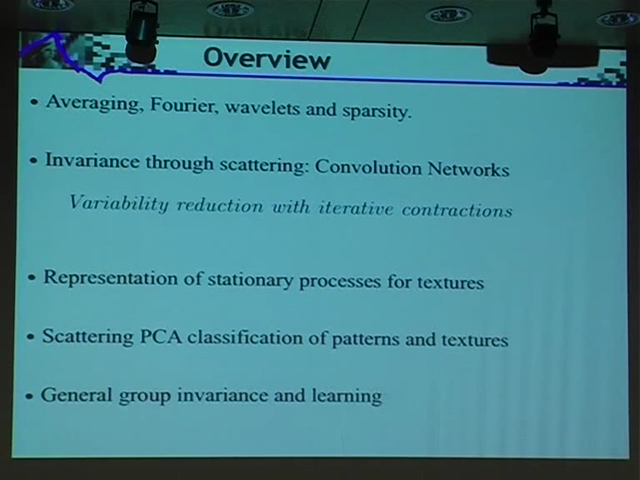 Overview
• Averaging, Fourier, wavelets and sparsity.
• Invariance through scattering: Convolution Networks
Variability reduction with iterative contractions
• Representation of stationary processes for textures
• Scattering PCA classification of patterns and textures
• General group invariance and learning